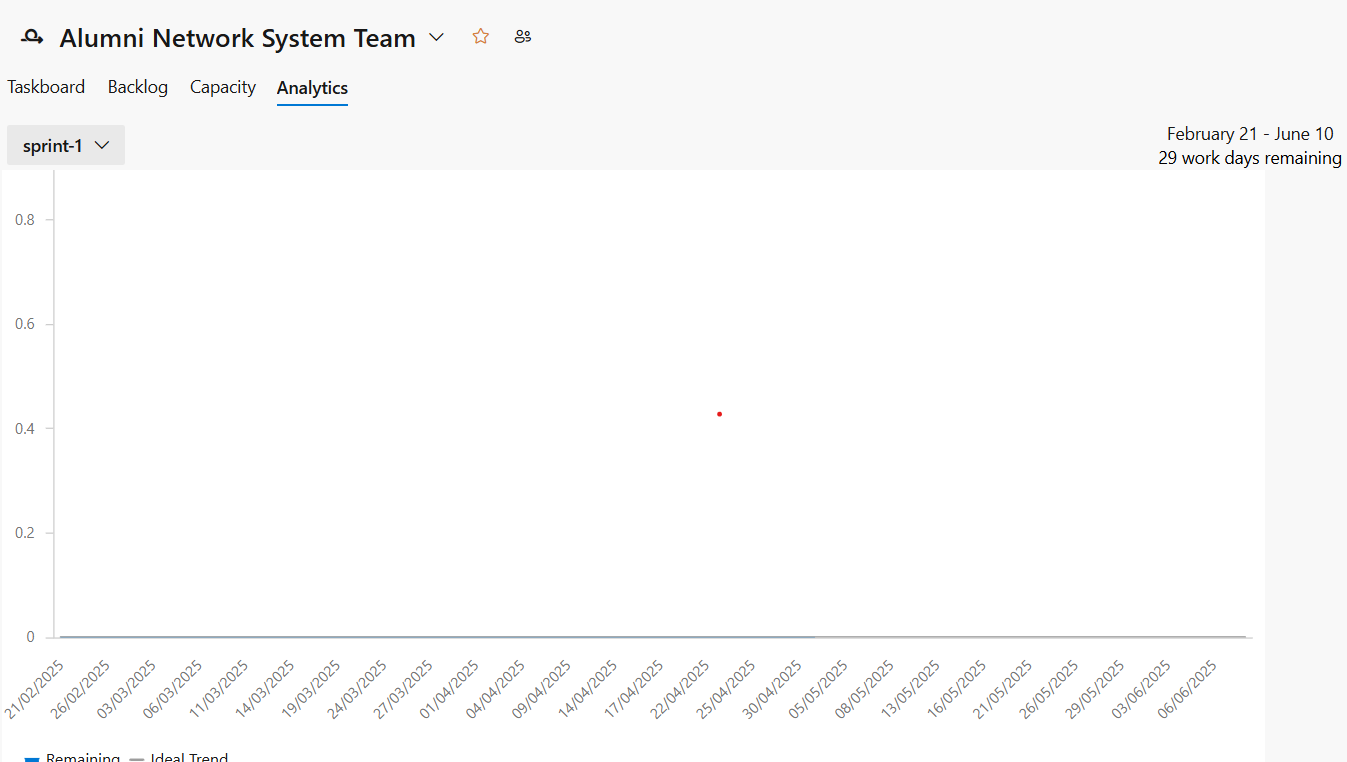 Alumni Network System Team
Taskboard Backlog Capacity Analytics
sprint-1
February 21 - June 10
29 work days remaining
0.8
0.6
0.4
0.2
0
21/02/2025 26/02/2025 03/03/2025 06/03/2025 11/03/2025 14/03/2025 19/03/2025 24/03/2025 27/03/2025 01/04/2025 04/04/2025 09/04/2025 14/04/2025 17/04/2025 22/04/2025 25/04/2025 30/04/2025 05/05/2025 08/05/2025 13/05/2025 16/05/2025 21/05/2025 26/05/2025 29/05/2025 03/06/2025 06/06/2025
Remaining Ideal Trend